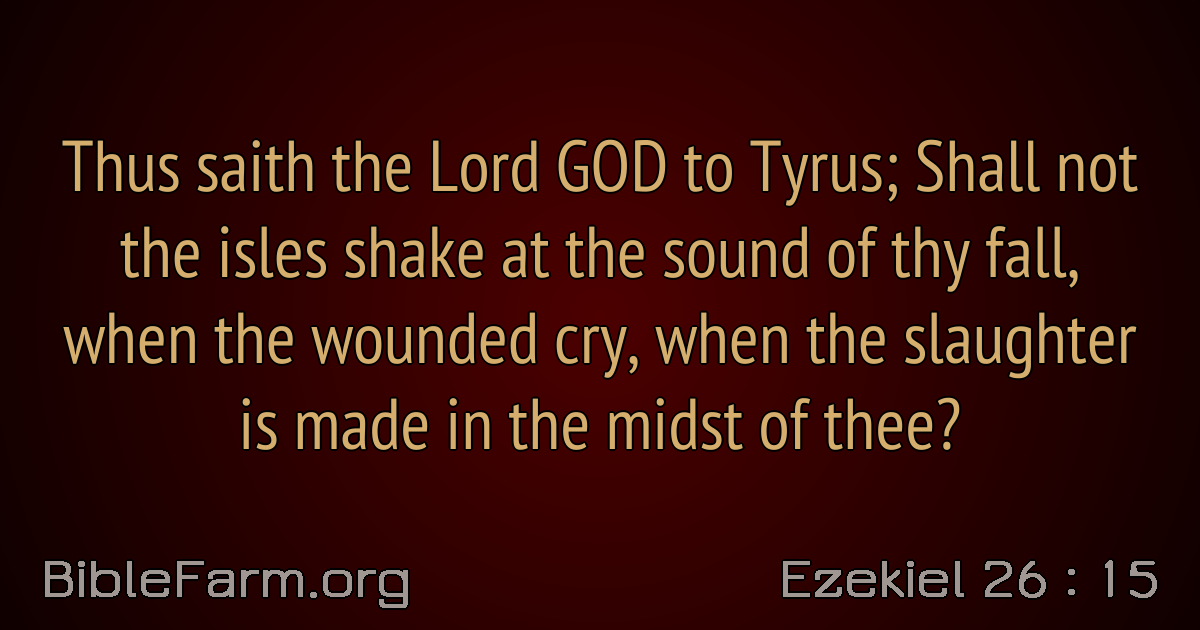 Thus saith the Lord GOD to Tyrus; Shall not
the isles shake at the sound of thy fall,
when the wounded cry, when the slaughter
is made in the midst of thee?
BibleFarm.org
Ezekiel 26 : 15